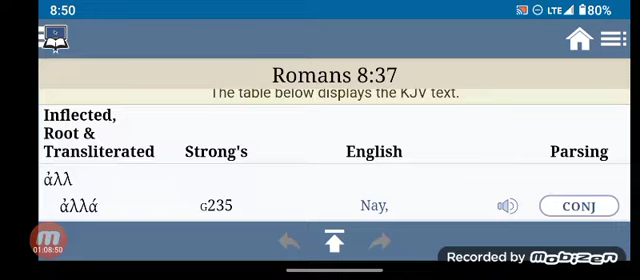 8:50 LTE 80%
Romans 8:37
The table below displays the KJV text.
Inflected,
Root &
Transliterated Strong's English Parsing
ἀλλ
ἀλλά G235 Nay, CONJ
01:08:50
Recorded by MOBIZEN